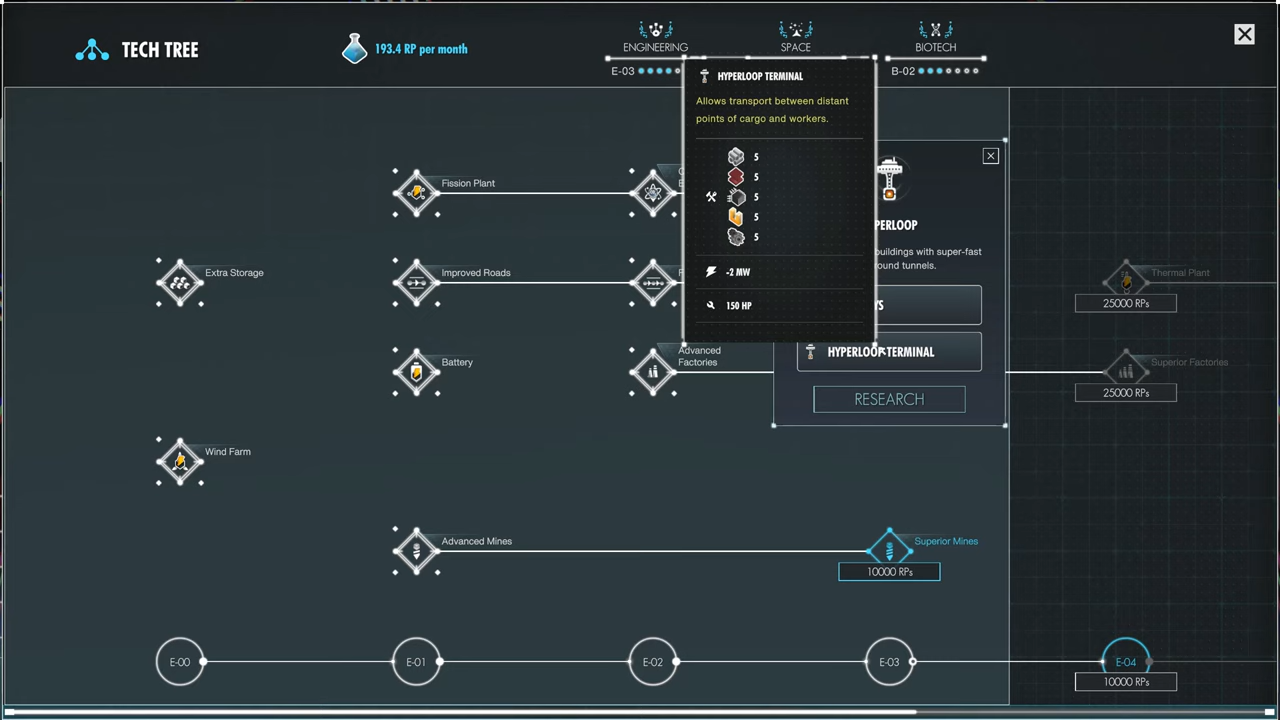 TECH TREE
193.4 RP per month
ENGINEERING
SPACE
BIOTECH
E-03
B-02
HYPERLOOP TERMINAL
Allows transport between distant
points of cargo and workers.
5
5
5
5
5
-2 MW
150 HP
Fission Plant
Extra Storage
Improved Roads
Battery
Advanced
Factories
Wind Farm
Advanced Mines
ERLOOP
buildings with super-fast
ound tunnels.
YS
HYPERLOOP TERMINAL
RESEARCH
Superior Mines
10000 RPs
Thermal Plant
25000 RPs
Superior Factories
25000 RPs
E-00
E-01
E-02
E-03
E-04
10000 RPs